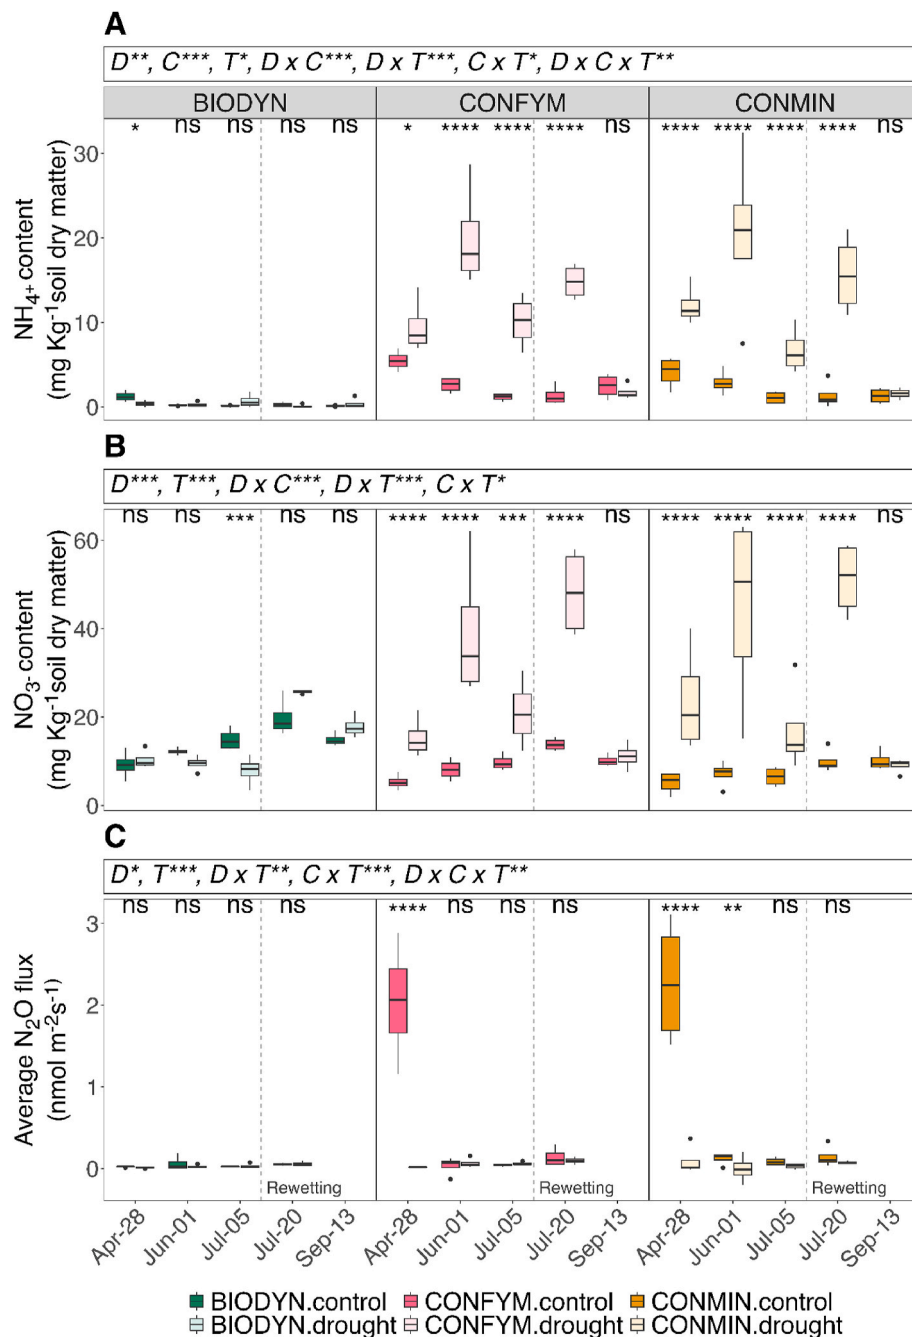 A
D**, C***, T*, D x C***, D x T***, C x T*, D x C x T**
BIODYN CONFYM CONMIN
* ns ns ns ns * **** **** **** ns **** **** **** **** ns
NH4+ content
(mg Kg-1soil dry matter)
30
20
10
0
B
D***, T***, D x C***, D x T***, C x T*
ns ns *** ns ns **** **** *** **** ns **** **** **** **** ns
NO3- content
(mg Kg-1soil dry matter)
60
40
20
0
C
D*, T***, D x T**, C x T***, D x C x T**
ns ns ns ns **** ns ns ns **** ** ns ns
Average N2O flux
(nmol m-2s-1)
3
2
1
0
Rewetting Rewetting Rewetting
Apr-28 Jun-01 Jul-05 Jul-20 Sep-13 Apr-28 Jun-01 Jul-05 Jul-20 Sep-13 Apr-28 Jun-01 Jul-05 Jul-20 Sep-13
BIODYN.control CONFYM.control CONMIN.control
BIODYN.drought CONFYM.drought CONMIN.drought